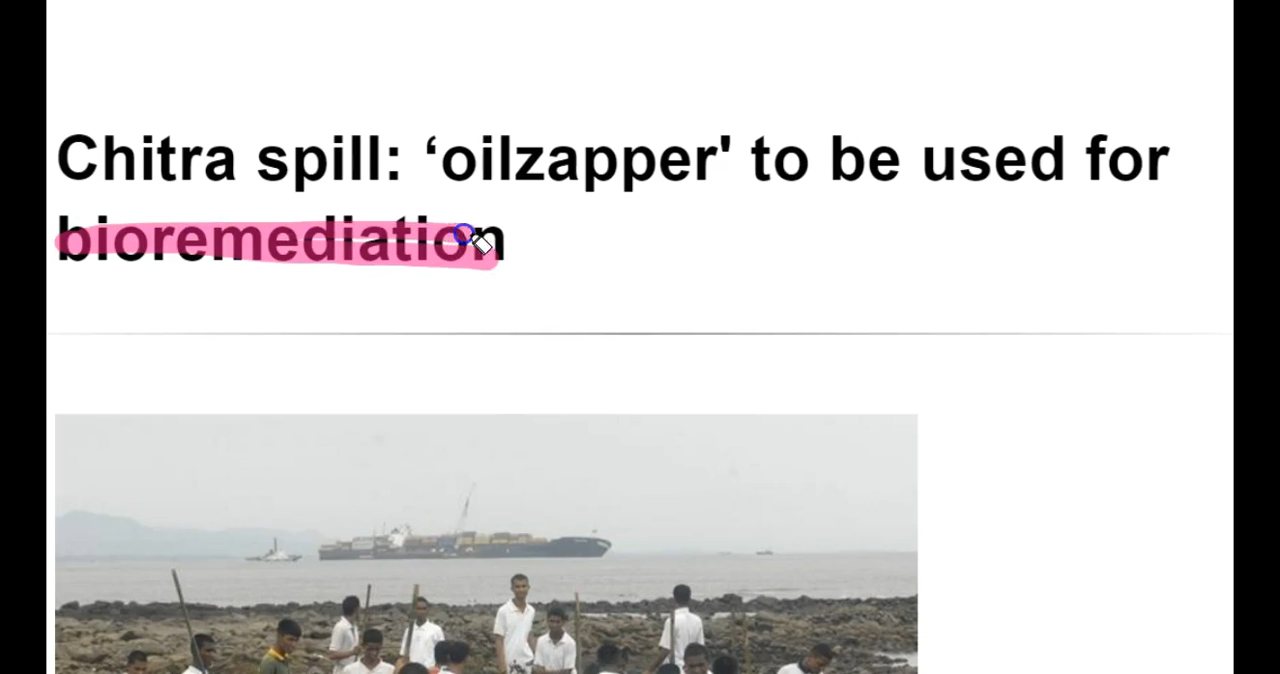 Chitra spill: ‘oilzapper' to be used for
bioremediation